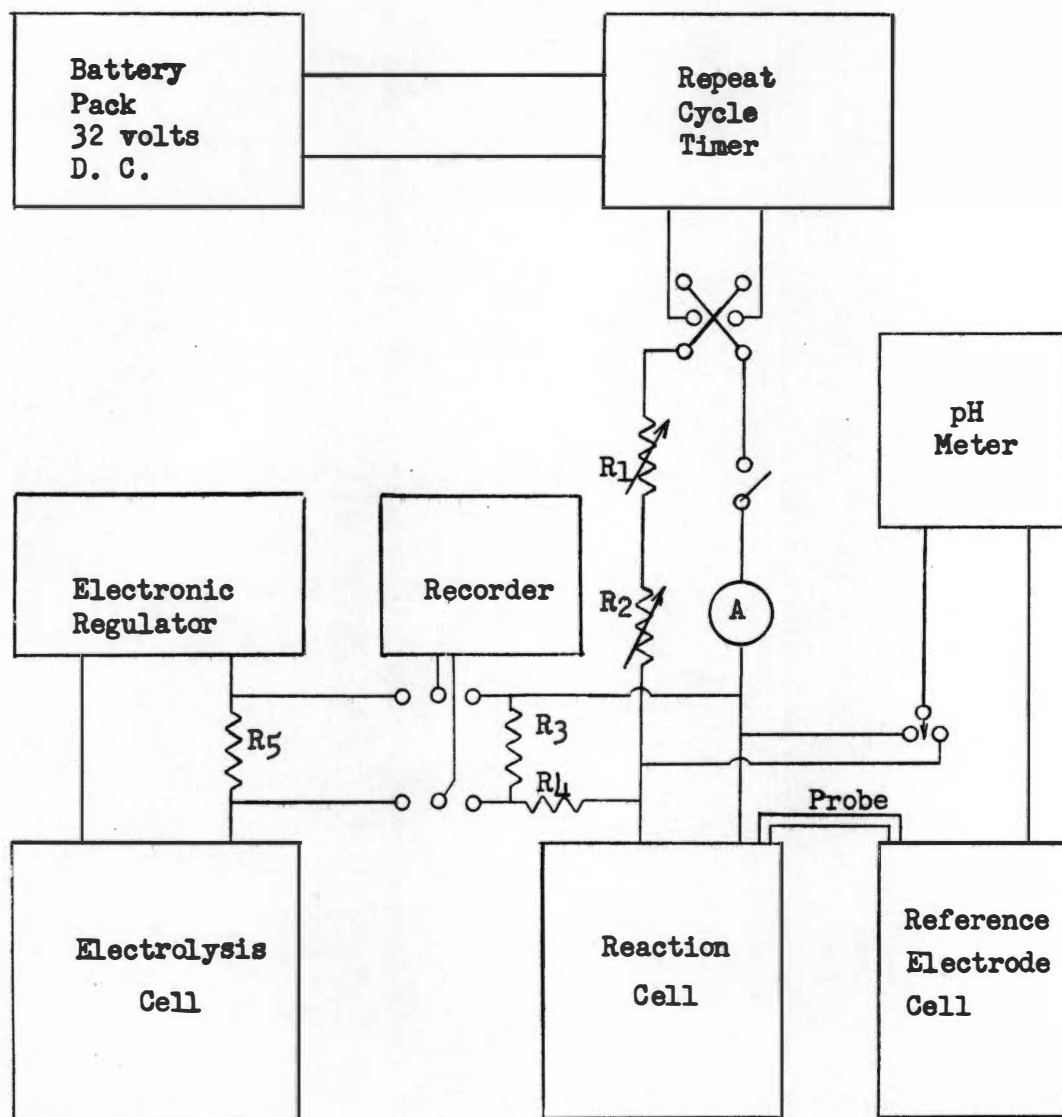 Battery
Pack
32 volts
D. C.
Repeat
Cycle
Timer
pH
Meter
R1
Electronic
Regulator
Recorder
R2
A
R5
R3
R4
Probe
Electrolysis
Cell
Reaction
Cell
Reference
Electrode
Cell